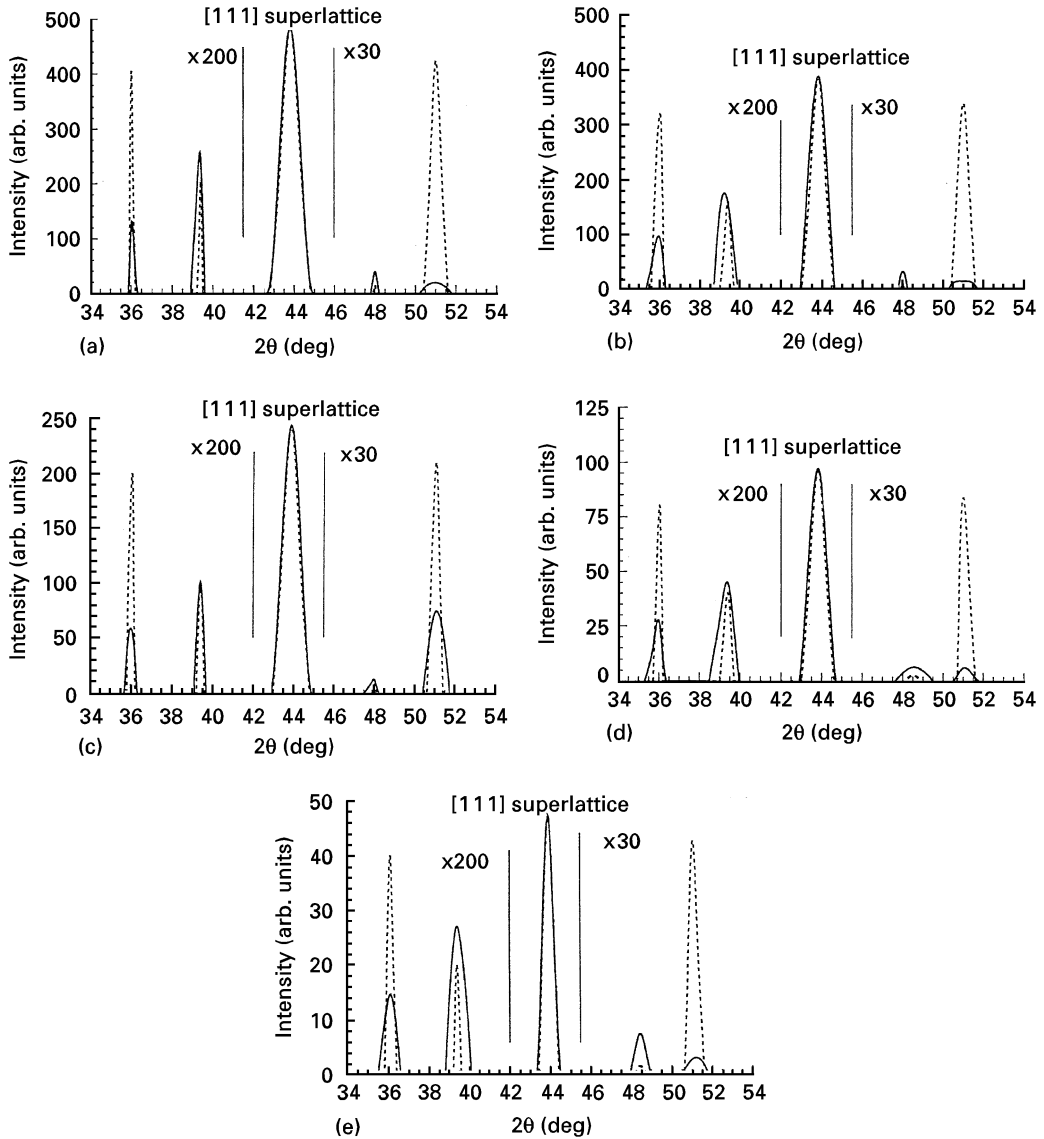 [111] superlattice
x200
x30
Intensity (arb. units)
500
400
300
200
100
0
34 36 38 40 42 44 46 48 50 52 54
(a)
2θ (deg)
[111] superlattice
x200
x30
Intensity (arb. units)
500
400
300
200
100
0
34 36 38 40 42 44 46 48 50 52 54
(b)
2θ (deg)
[111] superlattice
x200
x30
Intensity (arb. units)
250
200
150
100
50
0
34 36 38 40 42 44 46 48 50 52 54
(c)
2θ (deg)
[111] superlattice
x200
x30
Intensity (arb. units)
125
100
75
50
25
0
34 36 38 40 42 44 46 48 50 52 54
(d)
2θ (deg)
[111] superlattice
x200
x30
Intensity (arb. units)
50
40
30
20
10
0
34 36 38 40 42 44 46 48 50 52 54
(e)
2θ (deg)